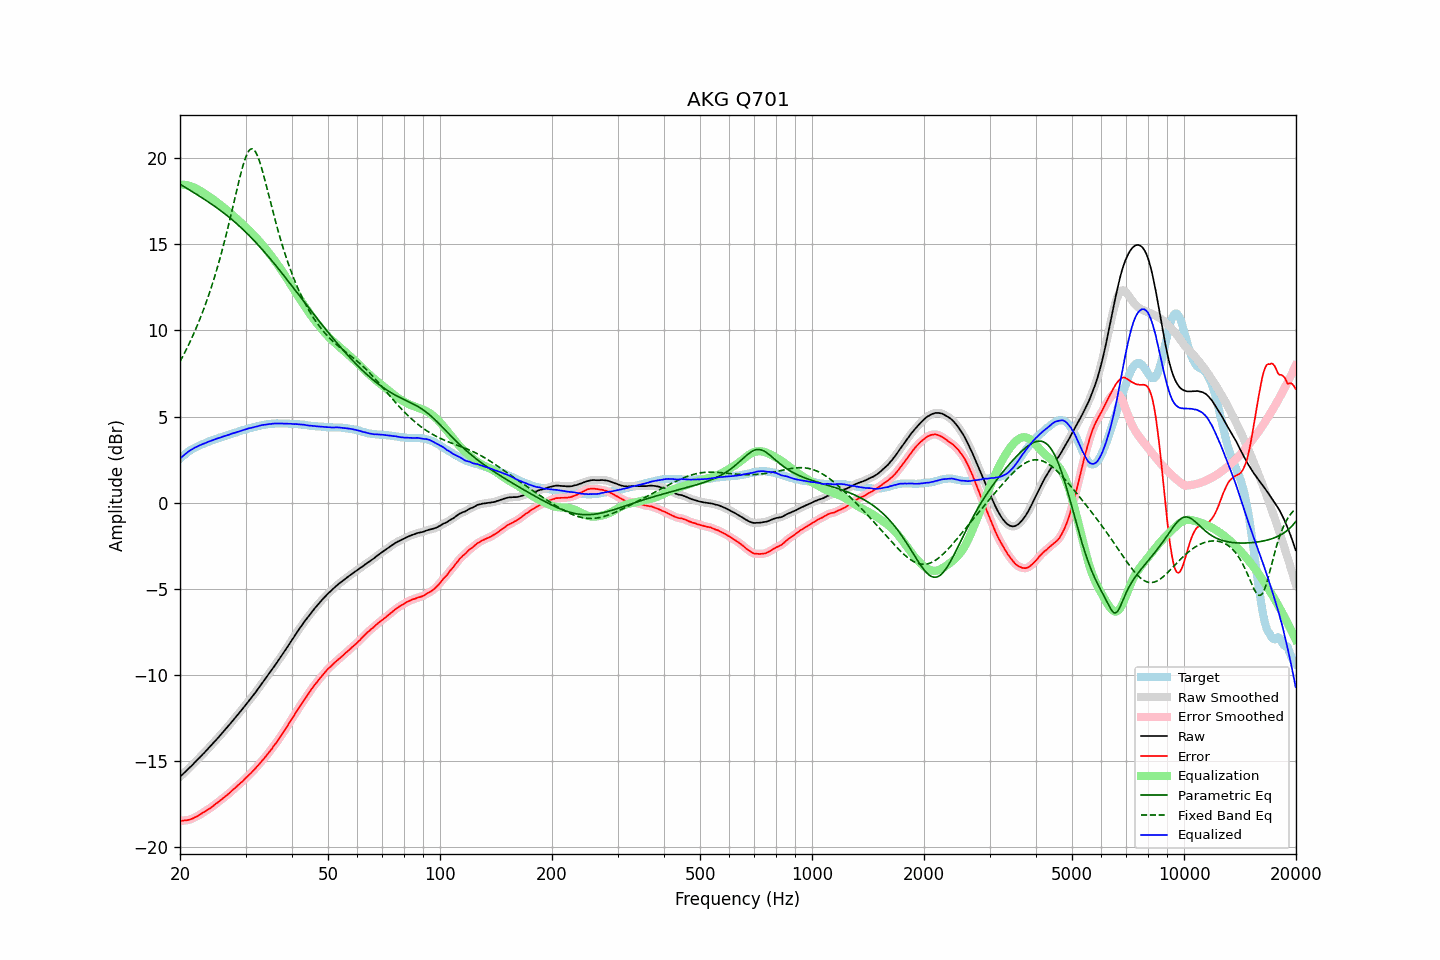 AKG Q701
Amplitude (dBr)
20
15
10
5
0
−5
−10
−15
−20
20
50
100
200
500
1000
2000
5000
10000
20000
Frequency (Hz)
Target
Raw Smoothed
Error Smoothed
Raw
Error
Equalization
Parametric Eq
Fixed Band Eq
Equalized